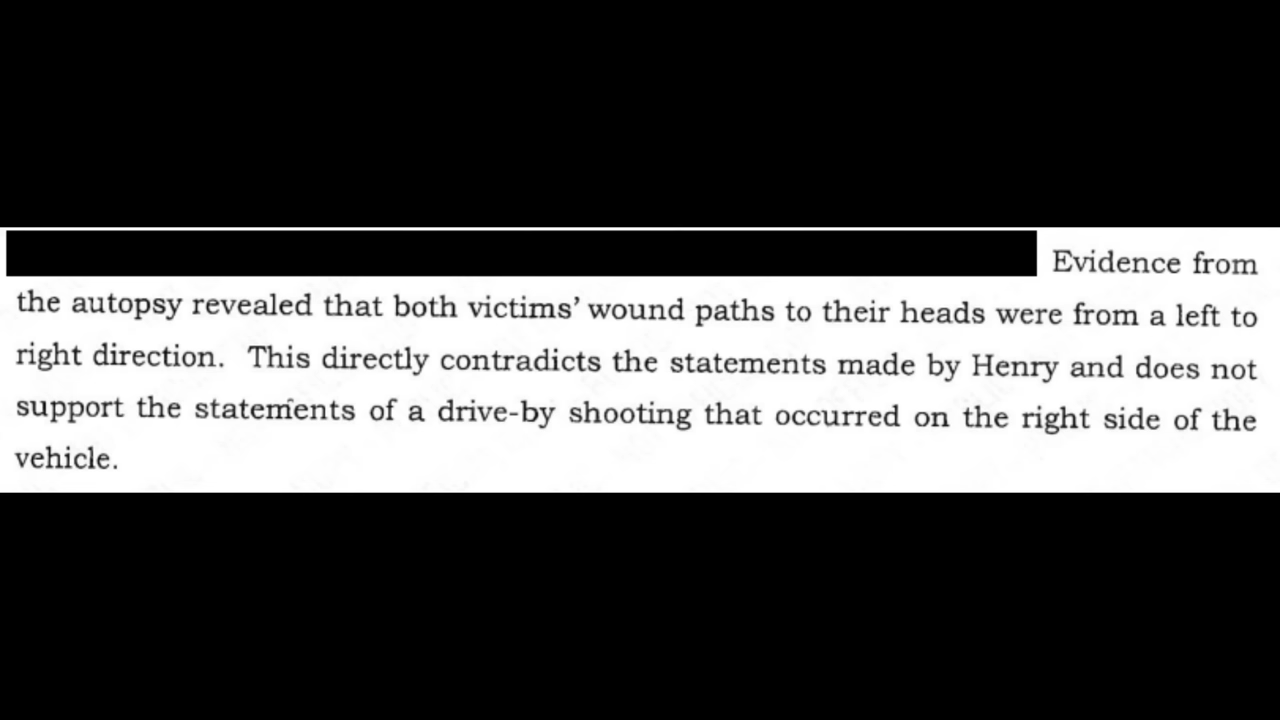 Evidence from
the autopsy revealed that both victims’ wound paths to their heads were from a left to
right direction. This directly contradicts the statements made by Henry and does not
support the statements of a drive-by shooting that occurred on the right side of the
vehicle.